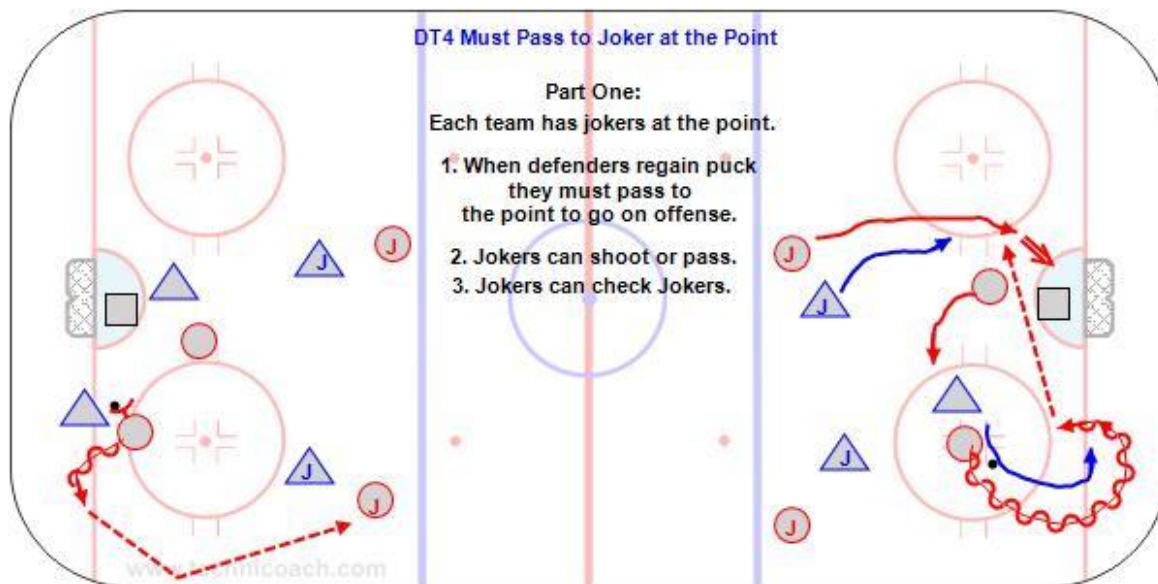 DT4 Must Pass to Joker at the Point
Part One:
Each team has jokers at the point.
1. When defenders regain puck
they must pass to
the point to go on offense.
2. Jokers can shoot or pass.
3. Jokers can check Jokers.
J
J
J
J
J
J
J
J
www.technicoach.com